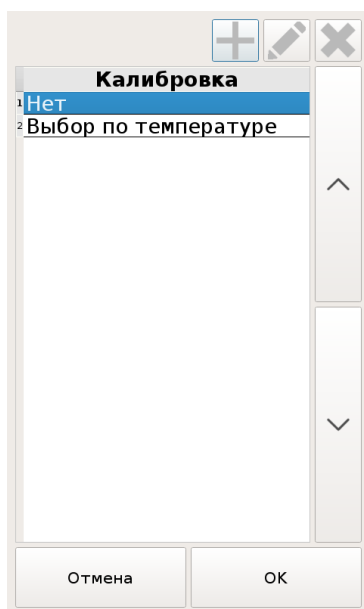 Калибровка
1 Нет
2 Выбор по температуре
Отмена
OK